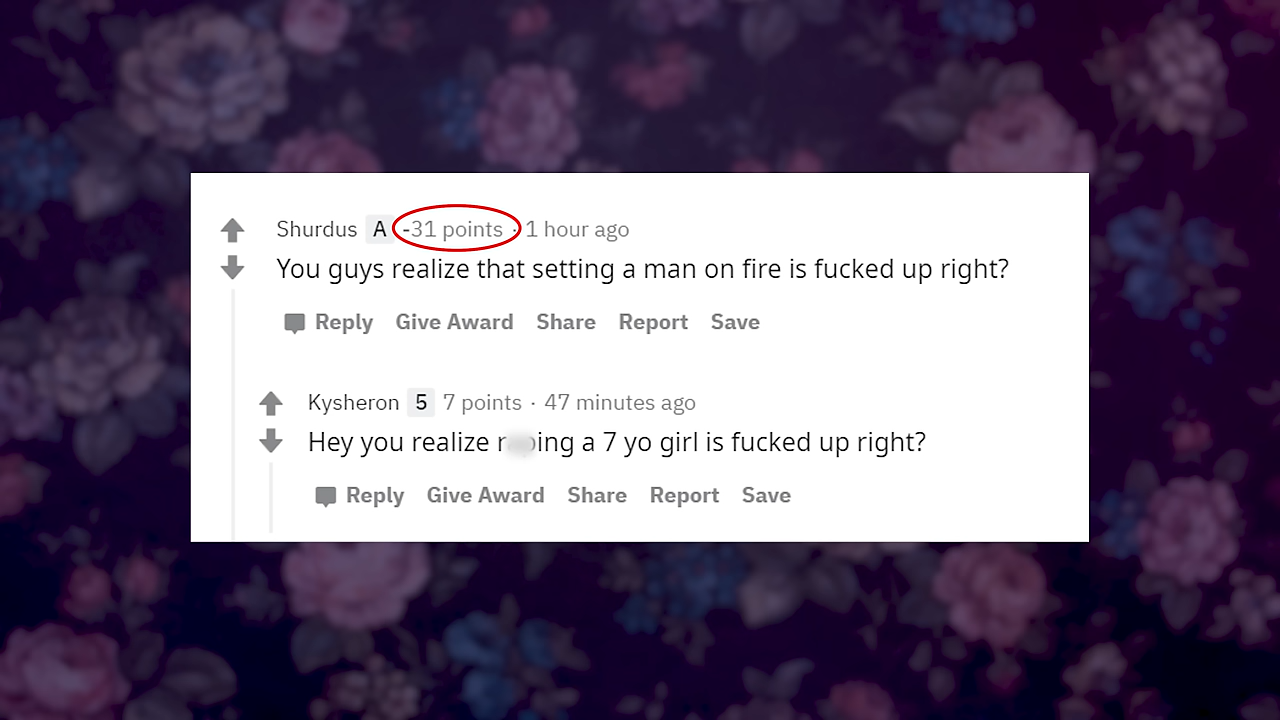 Shurdus A -31 points · 1 hour ago
You guys realize that setting a man on fire is fucked up right?
Reply Give Award Share Report Save
Kysheron 5 7 points · 47 minutes ago
Hey you realize a 7 yo girl is fucked up right?
Reply Give Award Share Report Save